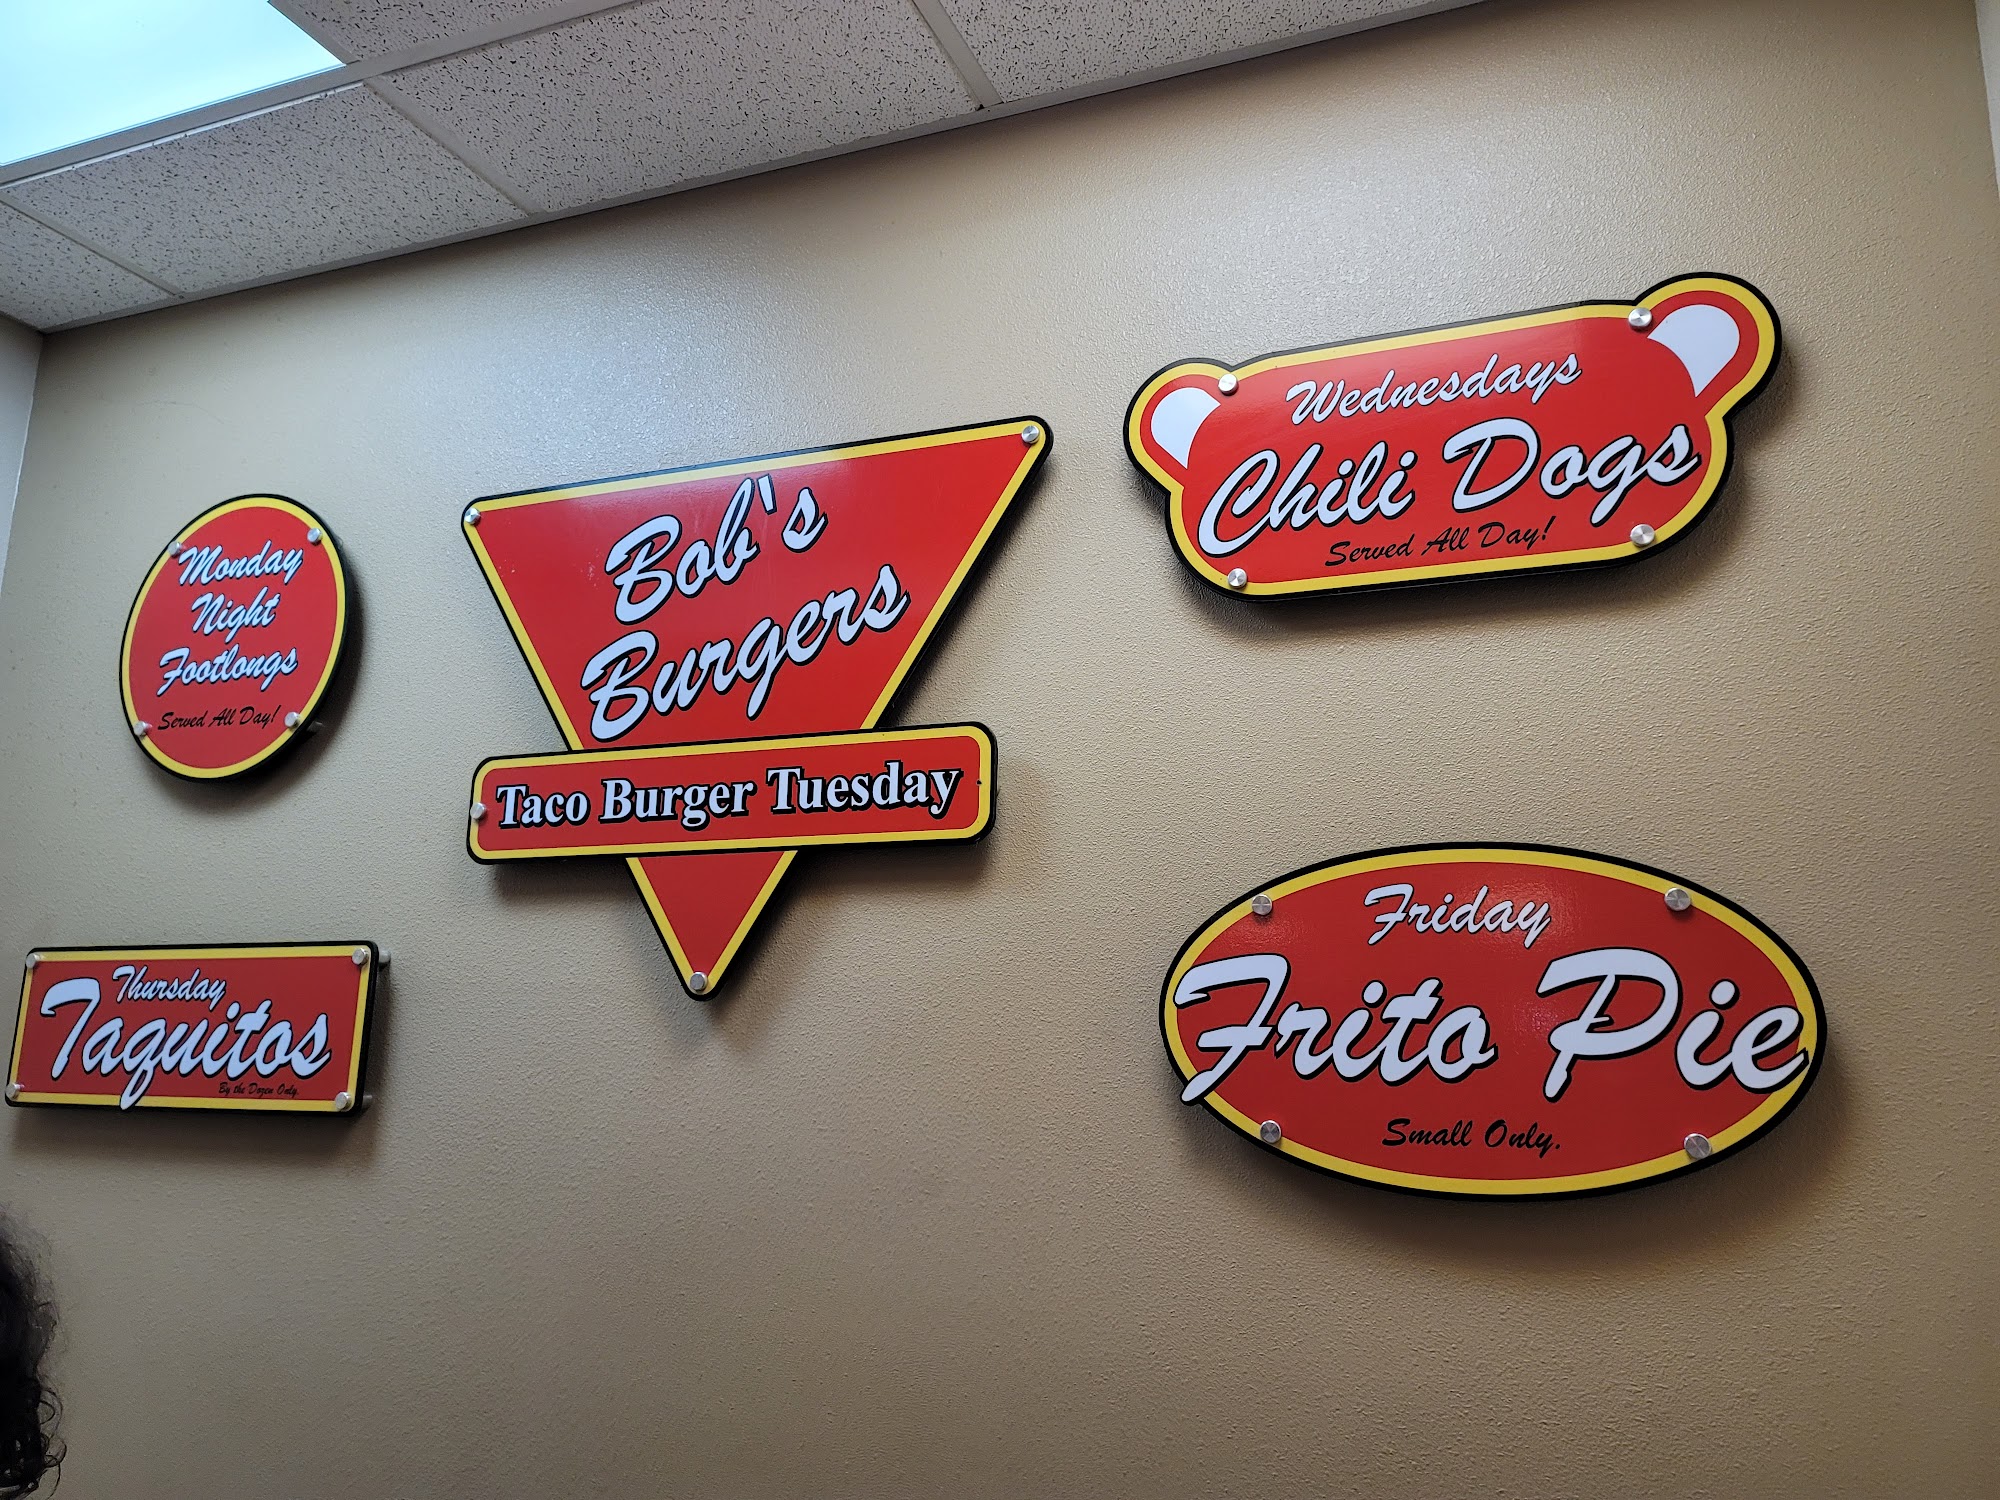 Monday
Night
Footlongs
Served All Day!
Bob's
Burgers
Taco Burger Tuesday
Wednesdays
Chili Dogs
Served All Day!
Thursday
Taquitos
By the Dozen Only.
Friday
Frito Pie
Small Only.